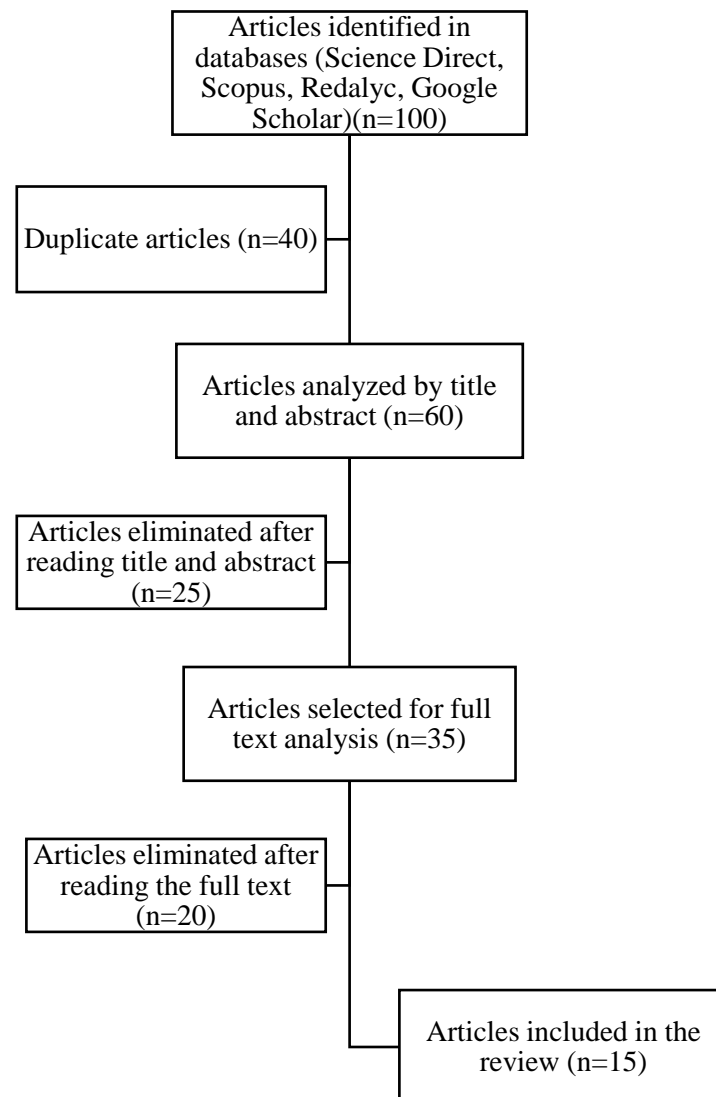 Articles identified in
databases (Science Direct,
Scopus, Redalyc, Google
Scholar)(n=100)
Duplicate articles (n=40)
Articles analyzed by title
and abstract (n=60)
Articles eliminated after
reading title and abstract
(n=25)
Articles selected for full
text analysis (n=35)
Articles eliminated after
reading the full text
(n=20)
Articles included in the
review (n=15)